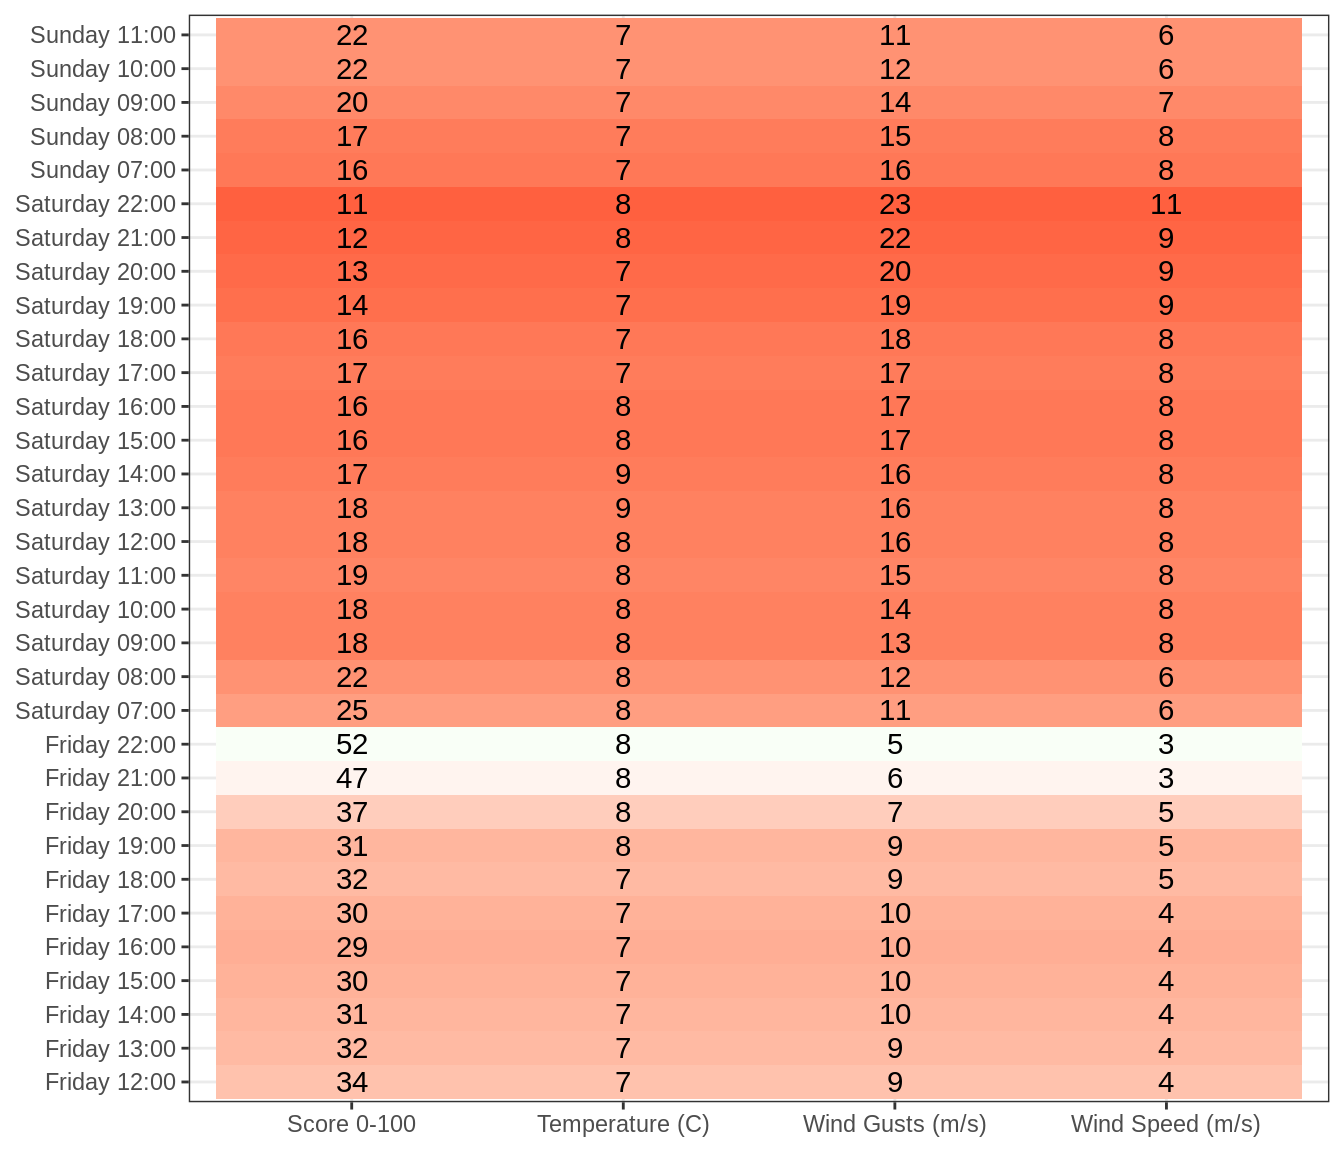 Sunday 11:00 22 7 11 6
Sunday 10:00 22 7 12 6
Sunday 09:00 20 7 14 7
Sunday 08:00 17 7 15 8
Sunday 07:00 16 7 16 8
Saturday 22:00 11 8 23 11
Saturday 21:00 12 8 22 9
Saturday 20:00 13 7 20 9
Saturday 19:00 14 7 19 9
Saturday 18:00 16 7 18 8
Saturday 17:00 17 7 17 8
Saturday 16:00 16 8 17 8
Saturday 15:00 16 8 17 8
Saturday 14:00 17 9 16 8
Saturday 13:00 18 9 16 8
Saturday 12:00 18 8 16 8
Saturday 11:00 19 8 15 8
Saturday 10:00 18 8 14 8
Saturday 09:00 18 8 13 8
Saturday 08:00 22 8 12 6
Saturday 07:00 25 8 11 6
Friday 22:00 52 8 5 3
Friday 21:00 47 8 6 3
Friday 20:00 37 8 7 5
Friday 19:00 31 8 9 5
Friday 18:00 32 7 9 5
Friday 17:00 30 7 10 4
Friday 16:00 29 7 10 4
Friday 15:00 30 7 10 4
Friday 14:00 31 7 10 4
Friday 13:00 32 7 9 4
Friday 12:00 34 7 9 4
Score 0-100 Temperature (C) Wind Gusts (m/s) Wind Speed (m/s)